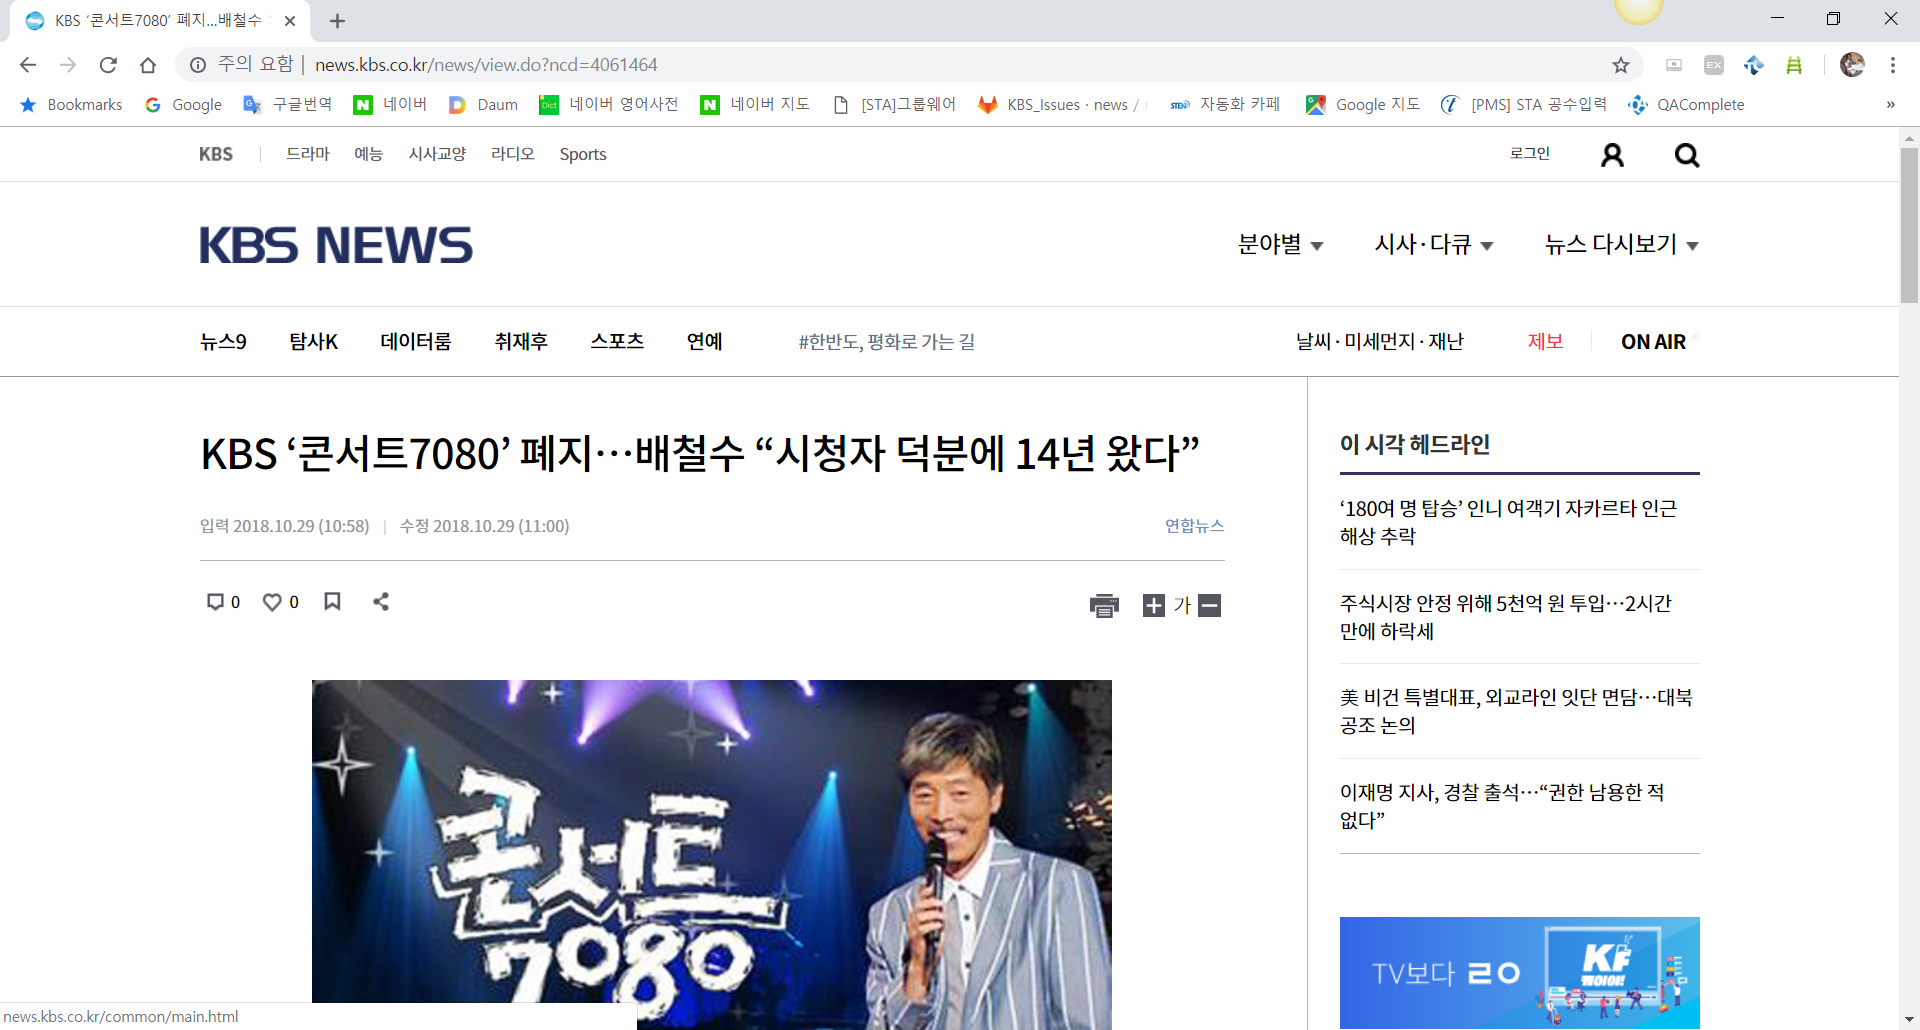 KBS ‘콘서트7080’ 폐지...배철수 “
주의 요함 | news.kbs.co.kr/news/view.do?ncd=4061464
Bookmarks Google 구글번역 네이버 Daum 네이버 영어사전 네이버 지도 [STA]그룹웨어 KBS_Issues · news / 자동화 카페 Google 지도 [PMS] STA 공수입력 QAComplete »
KBS 드라마 예능 시사교양 라디오 Sports 로그인
KBS NEWS 분야별 시사·다큐 뉴스 다시보기
뉴스9 탐사K 데이터룸 취재후 스포츠 연예 #한반도, 평화로 가는 길 날씨·미세먼지·재난 제보 ON AIR
KBS ‘콘서트7080’ 폐지…배철수 “시청자 덕분에 14년 왔다”
입력 2018.10.29 (10:58) | 수정 2018.10.29 (11:00) 연합뉴스
0 0 가
콘서트
7080
이 시각 헤드라인
‘180여 명 탑승’ 인니 여객기 자카르타 인근
해상 추락
주식시장 안정 위해 5천억 원 투입…2시간
만에 하락세
美 비건 특별대표, 외교라인 잇단 면담…대북
공조 논의
이재명 지사, 경찰 출석…“권한 남용한 적
없다”
TV보다
news.kbs.co.kr/common/main.html